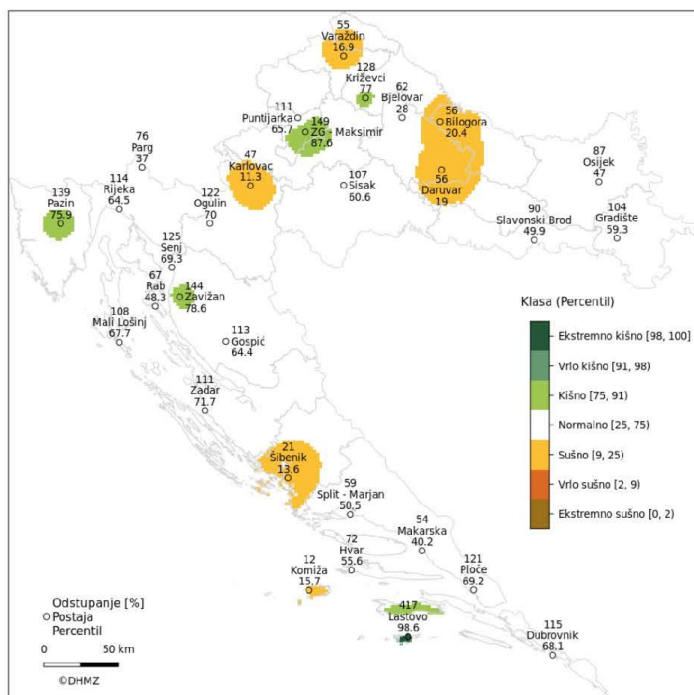 55
Varaždin
16.9
128
Križevci
77
62
Bjelovar
28
56
Bilogora
20.4
111
Puntijarka
65.7
149
ZG - Maksimir
87.6
76
Parg
37
47
Karlovac
11.3
107
Sisak
60.6
56
Daruvar
19
87
Osijek
47
139
Pazin
75.9
114
Rijeka
64.5
122
Ogulin
70
90
Slavonski Brod
49.9
104
Gradište
59.3
125
Senj
69.3
67
Rab
48.3
144
Zavižan
78.6
108
Mali Lošinj
67.7
113
Gospić
64.4
111
Zadar
71.7
21
Šibenik
13.6
59
Split - Marjan
50.5
54
Makarska
40.2
72
Hvar
55.6
12
Komiža
15.7
121
Ploče
69.2
417
Lastovo
98.6
115
Dubrovnik
68.1
Klasa (Percentil)
Ekstremno kišno [98, 100]
Vrlo kišno [91, 98)
Kišno [75, 91)
Normalno [25, 75)
Sušno [9, 25)
Vrlo sušno [2, 9)
Ekstremno sušno [0, 2)
Odstupanje [%]
Postaja
Percentil
0 50 km
©DHMZ